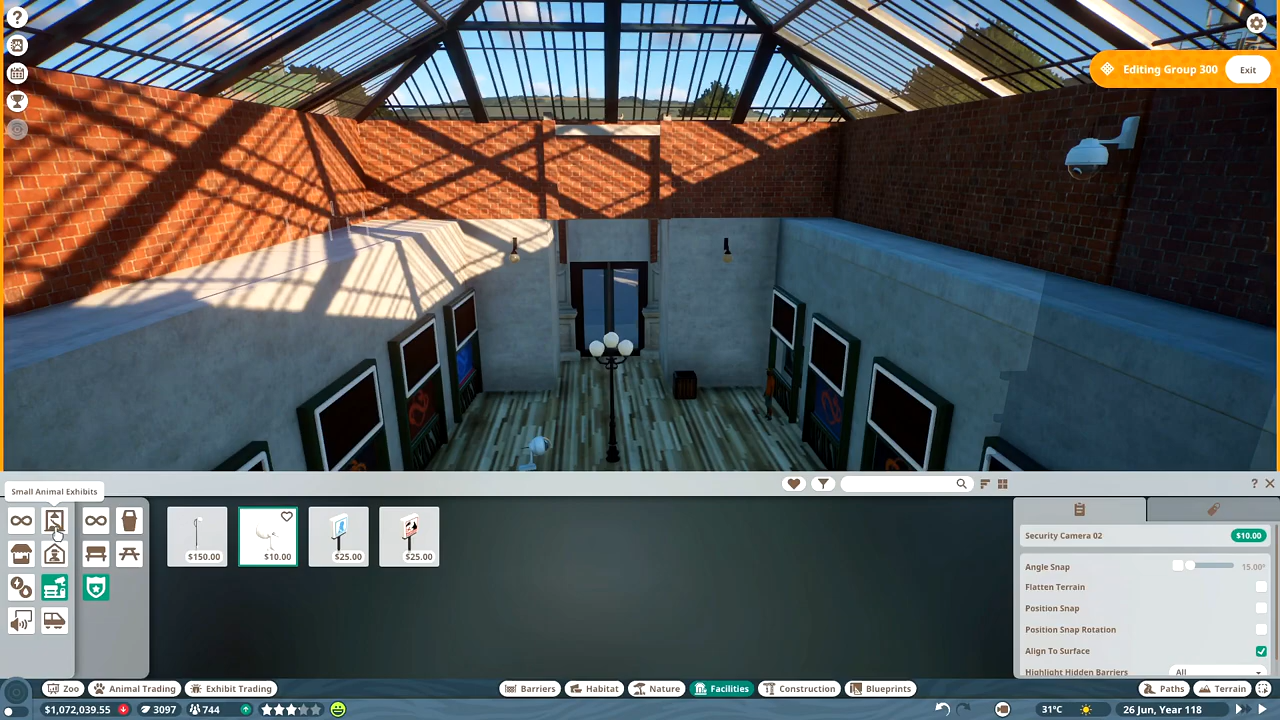 Editing Group 300
Exit
Small Animal Exhibits
$150.00
$10.00
$25.00
$25.00
Security Camera 02
$10.00
Angle Snap
15.00°
Flatten Terrain
Position Snap
Position Snap Rotation
Align To Surface
Highlight Hidden Barriers
All
Zoo
Animal Trading
Exhibit Trading
Barriers
Habitat
Nature
Facilities
Construction
Blueprints
Paths
Terrain
$1,072,039.55
3097
744
31°C
26 Jun, Year 118